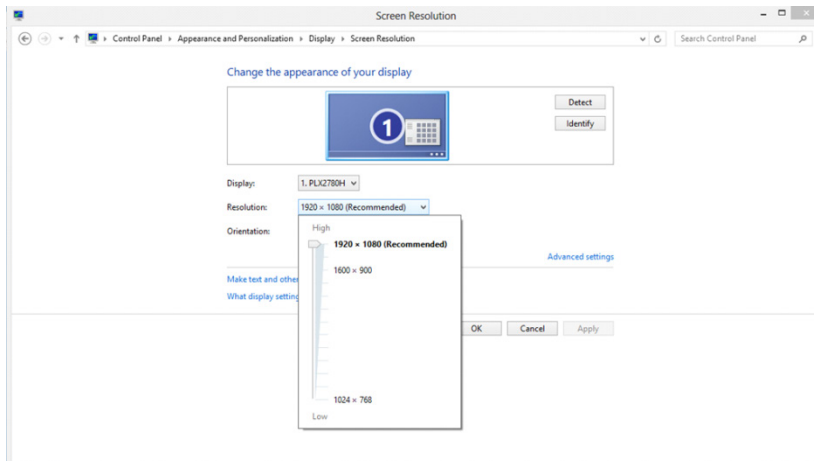 Screen Resolution
Control Panel ▸ Appearance and Personalization ▸ Display ▸ Screen Resolution
Search Control Panel
Change the appearance of your display
1
Detect
Identify
Display: 1. PLX2780H
Resolution: 1920 × 1080 (Recommended)
Orientation:
High
1920 × 1080 (Recommended)
1600 × 900
1024 × 768
Low
Advanced settings
Make text and other
What display setting
OK Cancel Apply